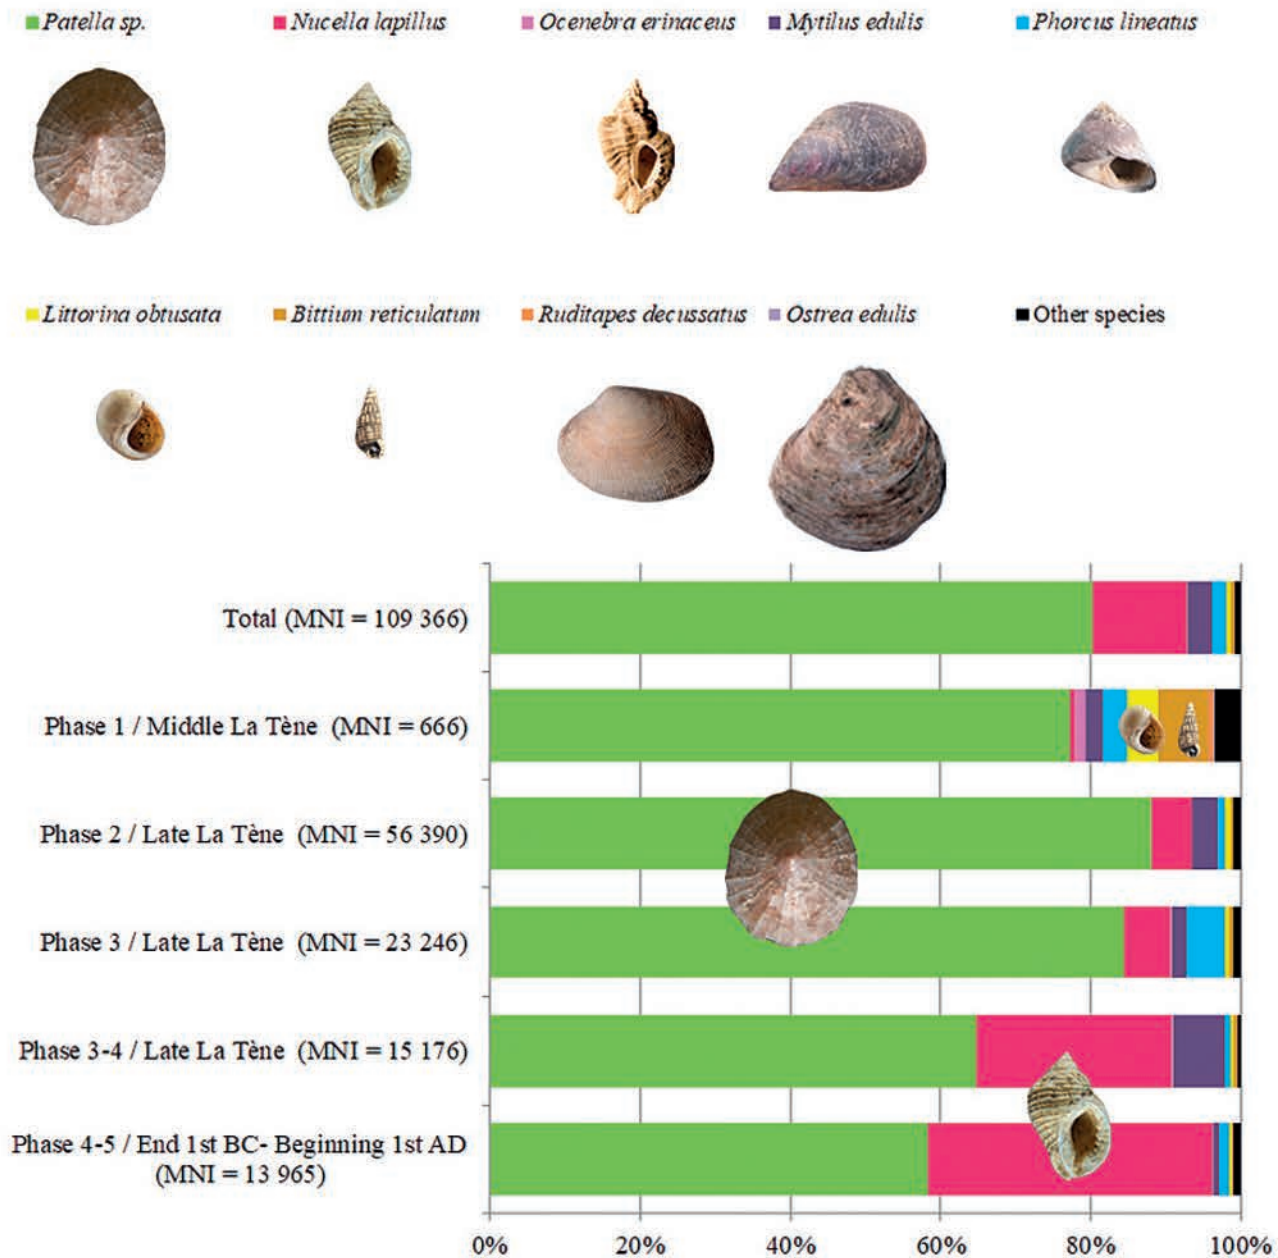 Patella sp. Nucella lapillus Ocenebra erinaceus Mytilus edulis Phorcus lineatus
Littorina obtusata Bittium reticulatum Ruditapes decussatus Ostrea edulis Other species
Total (MNI = 109 366)
Phase 1 / Middle La Tène (MNI = 666)
Phase 2 / Late La Tène (MNI = 56 390)
Phase 3 / Late La Tène (MNI = 23 246)
Phase 3-4 / Late La Tène (MNI = 15 176)
Phase 4-5 / End 1st BC- Beginning 1st AD
(MNI = 13 965)
0% 20% 40% 60% 80% 100%